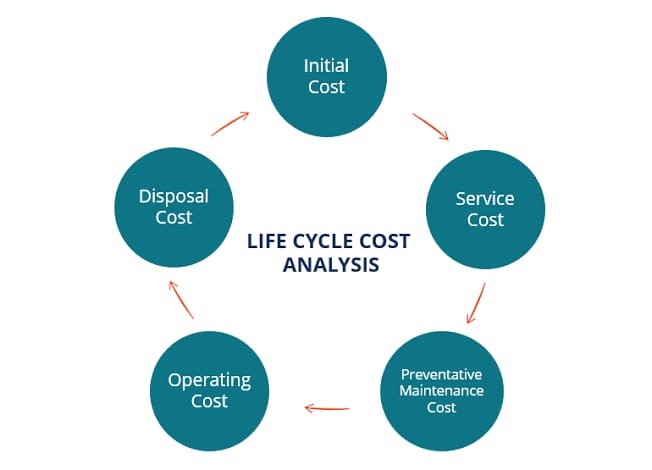 Initial
Cost
Service
Cost
Preventative
Maintenance
Cost
Operating
Cost
Disposal
Cost
LIFE CYCLE COST
ANALYSIS